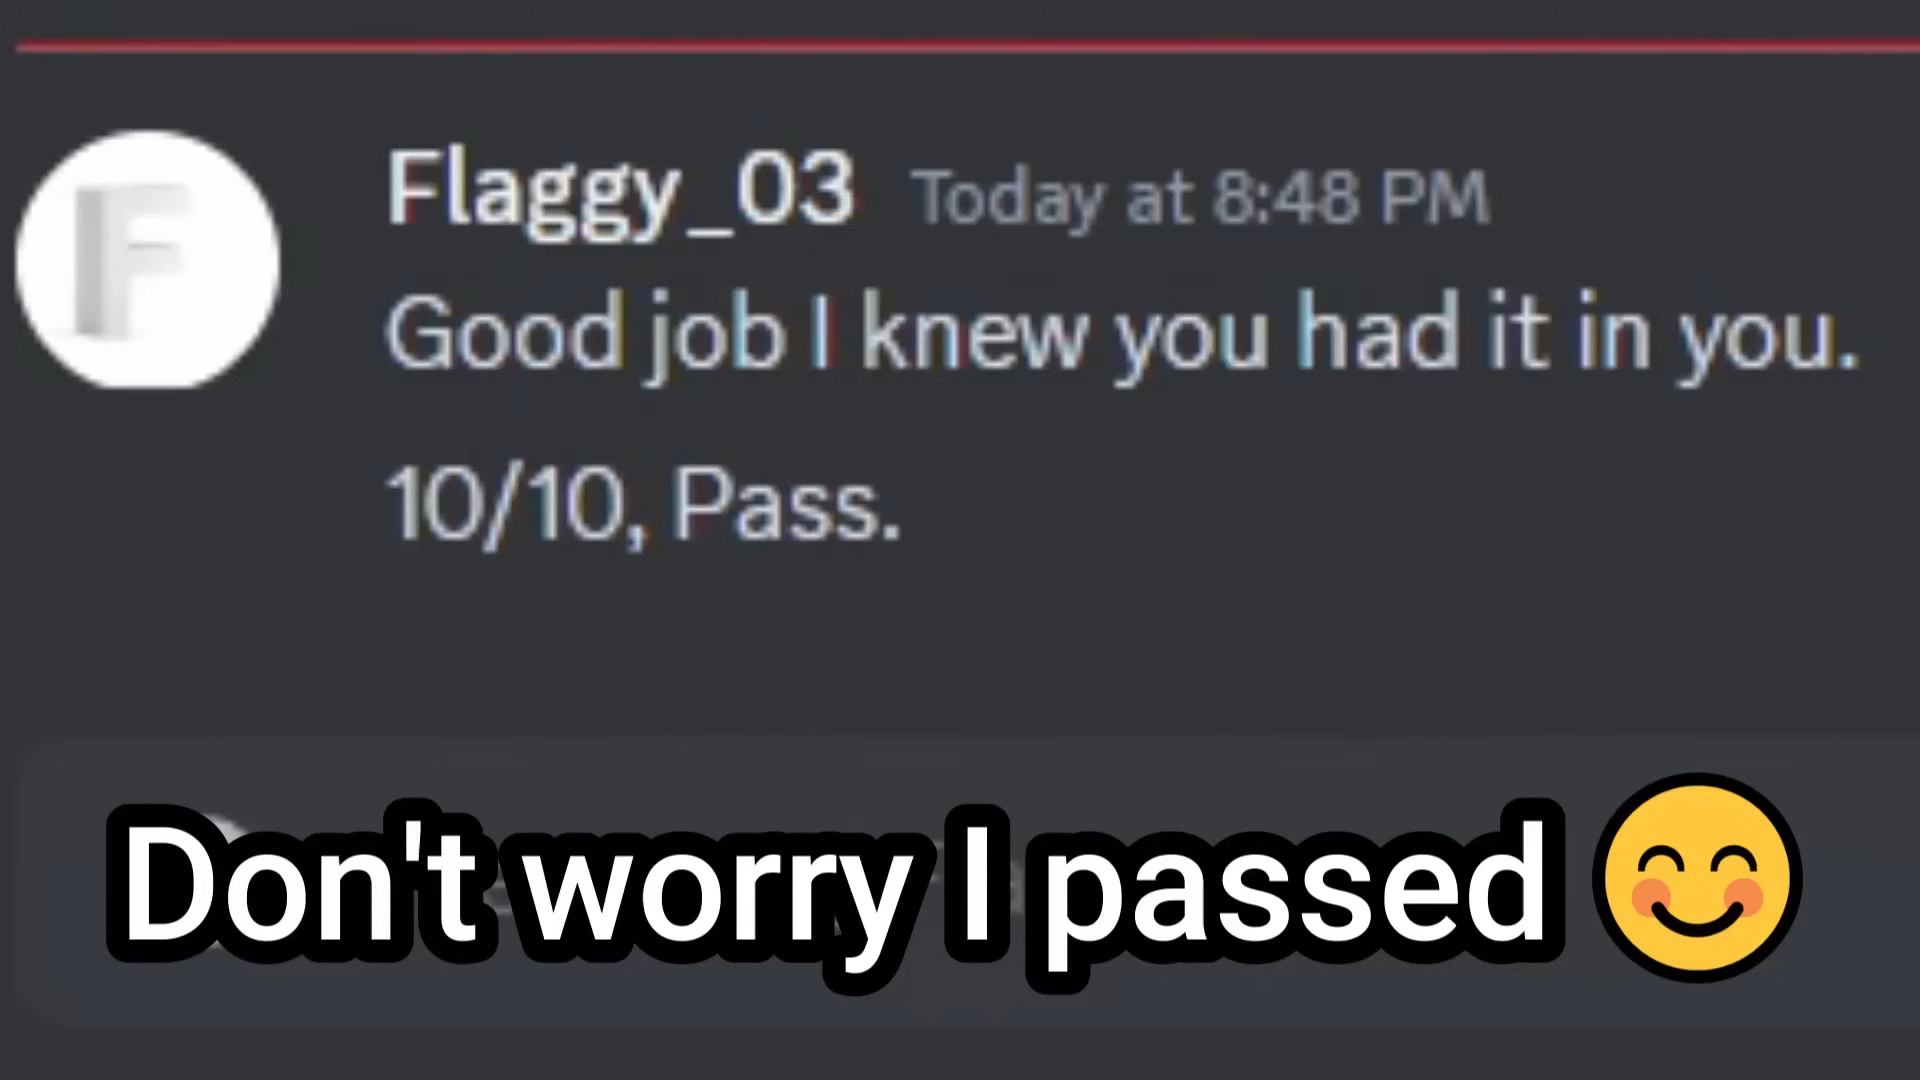 F
Flaggy_03 Today at 8:48 PM
Good job I knew you had it in you.
10/10, Pass.
Don't worry I passed 😊